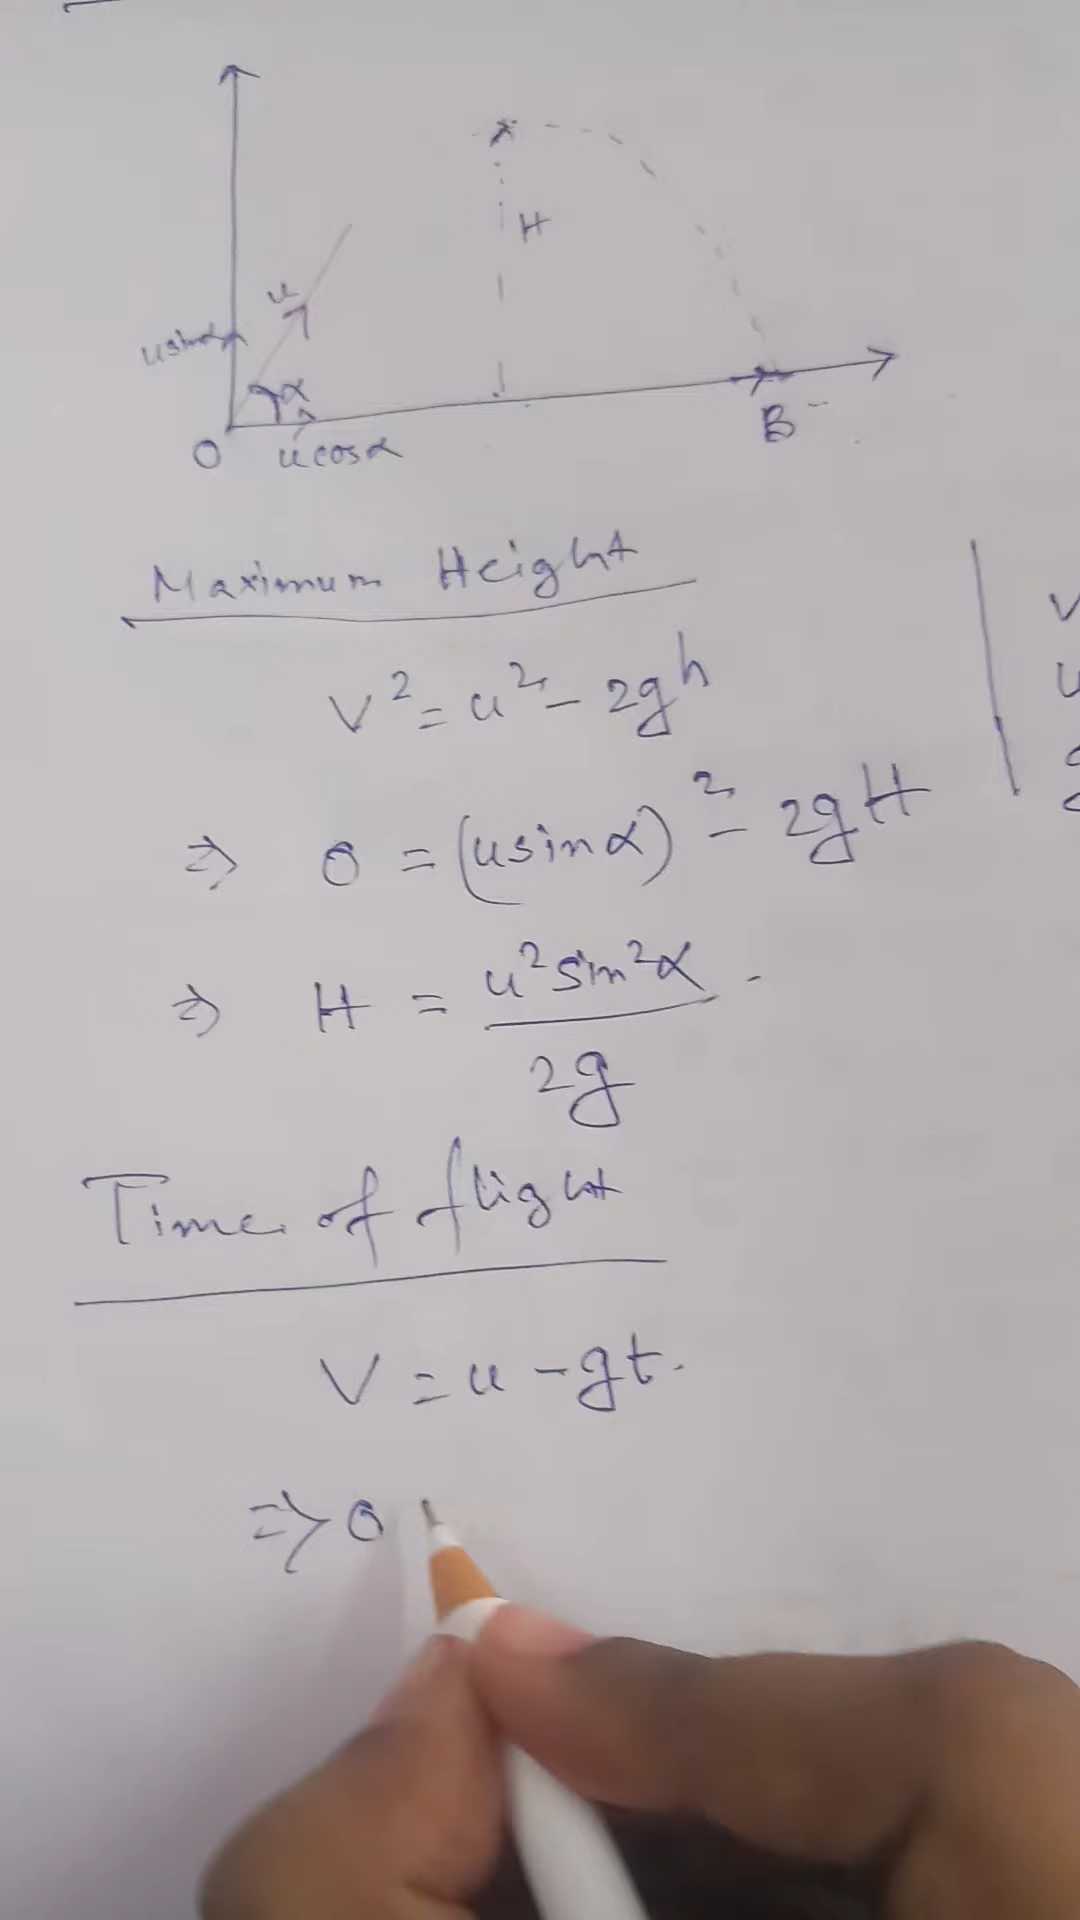 H
u
usinα
α
O
ucosα
B
Maximum Height
V² = u² - 2gh
⇒ 0 = (usinα)² - 2gH
⇒ H = u²sin²α / 2g
Time of flight
V = u - gt.
⇒ 0